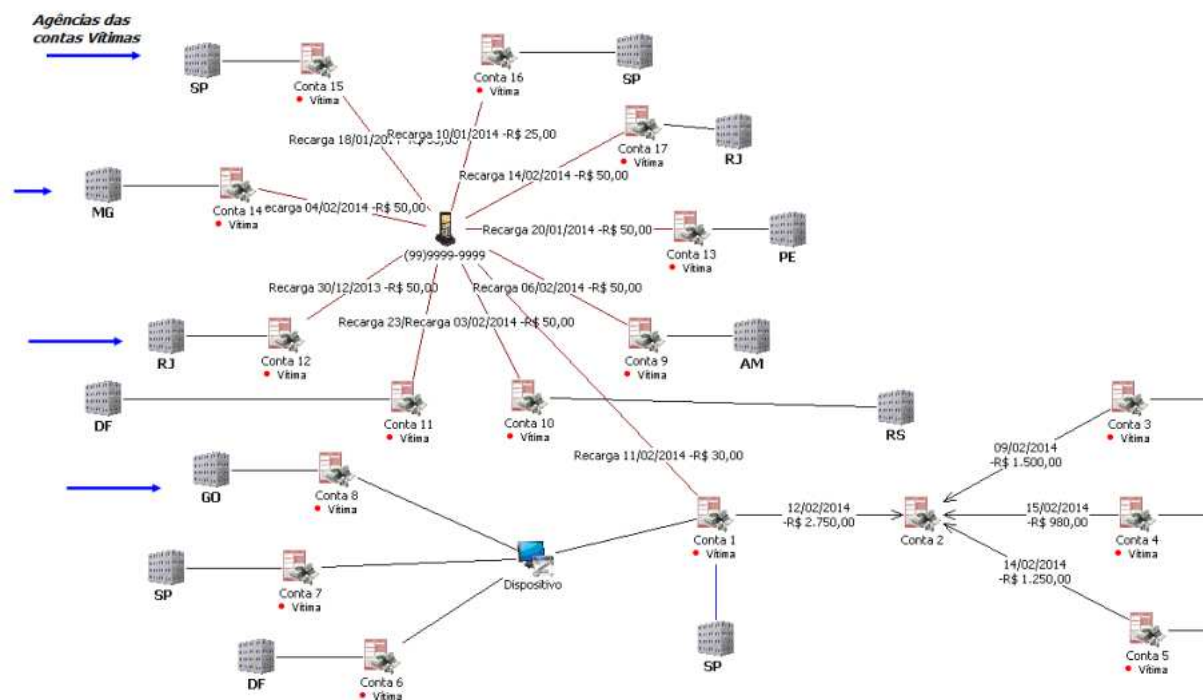 Agências das
contas Vítimas
SP
Conta 15
Vítima
Conta 16
Vítima
SP
Recarga 18/01/20
Recarga 10/01/2014 -R$ 25,00
Conta 17
Vítima
RJ
Recarga 14/02/2014 -R$ 50,00
MG
Conta 14
Vítima
ecarga 04/02/2014 -R$ 50,00
Recarga 20/01/2014 -R$ 50,00
Conta 13
Vítima
PE
(99)9999-9999
Recarga 30/12/2013 -R$ 50,00
Recarga 06/02/2014 -R$ 50,00
Recarga 23/
Recarga 03/02/2014 -R$ 50,00
RJ
Conta 12
Vítima
Conta 9
Vítima
AM
DF
Conta 11
Vítima
Conta 10
Vítima
RS
Conta 3
Vítima
Recarga 11/02/2014 -R$ 30,00
09/02/2014
-R$ 1.500,00
GO
Conta 8
Vítima
Conta 1
Vítima
12/02/2014
-R$ 2.750,00
Conta 2
15/02/2014
-R$ 980,00
Conta 4
Vítima
SP
Conta 7
Vítima
Dispositivo
14/02/2014
-R$ 1.250,00
DF
Conta 6
Vítima
SP
Conta 5
Vítima